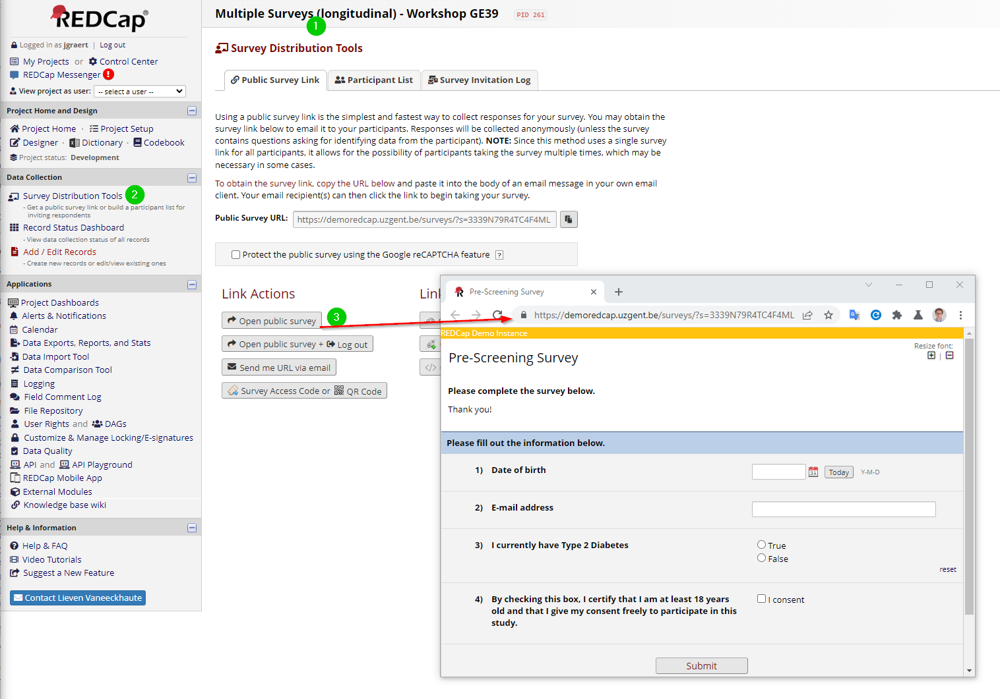 REDCap®
Logged in as jgraert | Log out
My Projects or Control Center
REDCap Messenger
View project as user: -- select a user --
Project Home and Design
Project Home · Project Setup
Designer · Dictionary · Codebook
Project status: Development
Data Collection
Survey Distribution Tools 2
- Get a public survey link or build a participant list for
inviting respondents
Record Status Dashboard
- View data collection status of all records
Add / Edit Records
- Create new records or edit/view existing ones
Applications
Project Dashboards
Alerts & Notifications
Calendar
Data Exports, Reports, and Stats
Data Import Tool
Data Comparison Tool
Logging
Field Comment Log
File Repository
User Rights and DAGs
Customize & Manage Locking/E-signatures
Data Quality
API and API Playground
REDCap Mobile App
External Modules
Knowledge base wiki
Help & Information
Help & FAQ
Video Tutorials
Suggest a New Feature
Contact Lieven Vaneeckhaute
Multiple Surveys (longitudinal) - Workshop GE39 PID 261
1
Survey Distribution Tools
Public Survey Link Participant List Survey Invitation Log
Using a public survey link is the simplest and fastest way to collect responses for your survey. You may obtain the
survey link below to email it to your participants. Responses will be collected anonymously (unless the survey
contains questions asking for identifying data from the participant). NOTE: Since this method uses a single survey
link for all participants, it allows for the possibility of participants taking the survey multiple times, which may be
necessary in some cases.
To obtain the survey link, copy the URL below and paste it into the body of an email message in your own email
client. Your email recipient(s) can then click the link to begin taking your survey.
Public Survey URL: https://demoredcap.uzgent.be/surveys/?s=3339N79R4TC4F4ML
Protect the public survey using the Google reCAPTCHA feature ?
Link Actions
Open public survey 3
Open public survey + Log out
Send me URL via email
Survey Access Code or QR Code
Pre-Screening Survey
https://demoredcap.uzgent.be/surveys/?s=3339N79R4TC4F4ML
REDCap Demo Instance
Resize font:
Pre-Screening Survey
Please complete the survey below.
Thank you!
Please fill out the information below.
1) Date of birth 31 Today Y-M-D
2) E-mail address
3) I currently have Type 2 Diabetes
True
False
reset
4) By checking this box, I certify that I am at least 18 years
old and that I give my consent freely to participate in this
study.
I consent
Submit